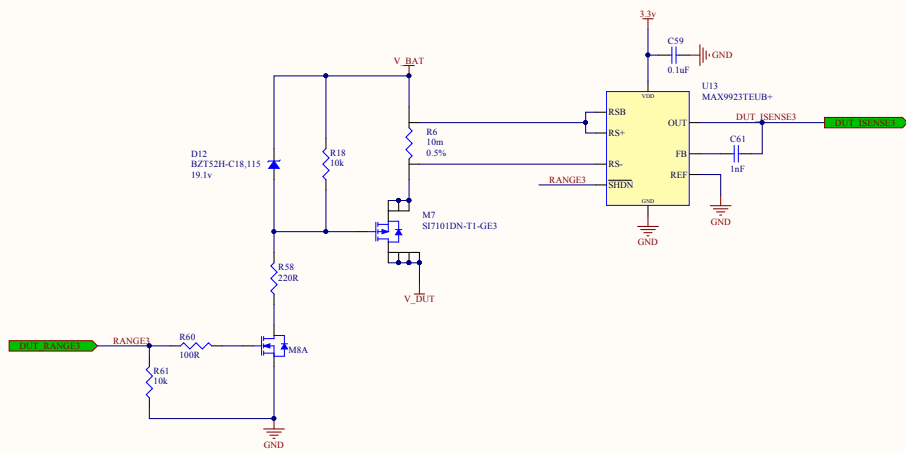 3.3v
C59
0.1uF
GND
V_BAT
U13
MAX9923TEUB+
VDD
RSB
RS+
RS-
SHDN
GND
OUT
FB
REF
DUT_ISENSE3
DUT_ISENSE3
C61
1nF
GND
GND
RANGE3
R6
10m
0.5%
D12
BZT52H-C18,115
19.1v
R18
10k
M7
SI7101DN-T1-GE3
V_DUT
R58
220R
DUT_RANGE3
RANGE3
R60
100R
M8A
R61
10k
GND